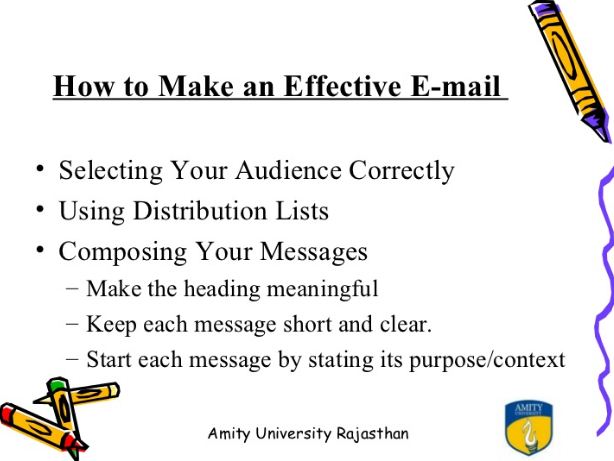 How to Make an Effective E-mail
• Selecting Your Audience Correctly
• Using Distribution Lists
• Composing Your Messages
– Make the heading meaningful
– Keep each message short and clear.
– Start each message by stating its purpose/context
Amity University Rajasthan
AMITY
UNIVERSITY